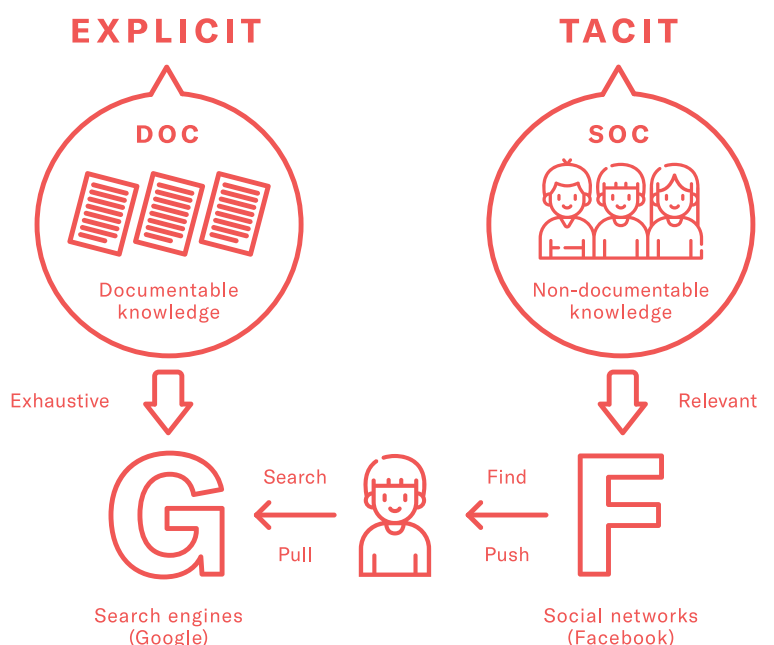 EXPLICIT
TACIT
DOC
SOC
Documentable
knowledge
Non-documentable
knowledge
Exhaustive
Relevant
G
Search
Pull
Find
Push
F
Search engines
(Google)
Social networks
(Facebook)